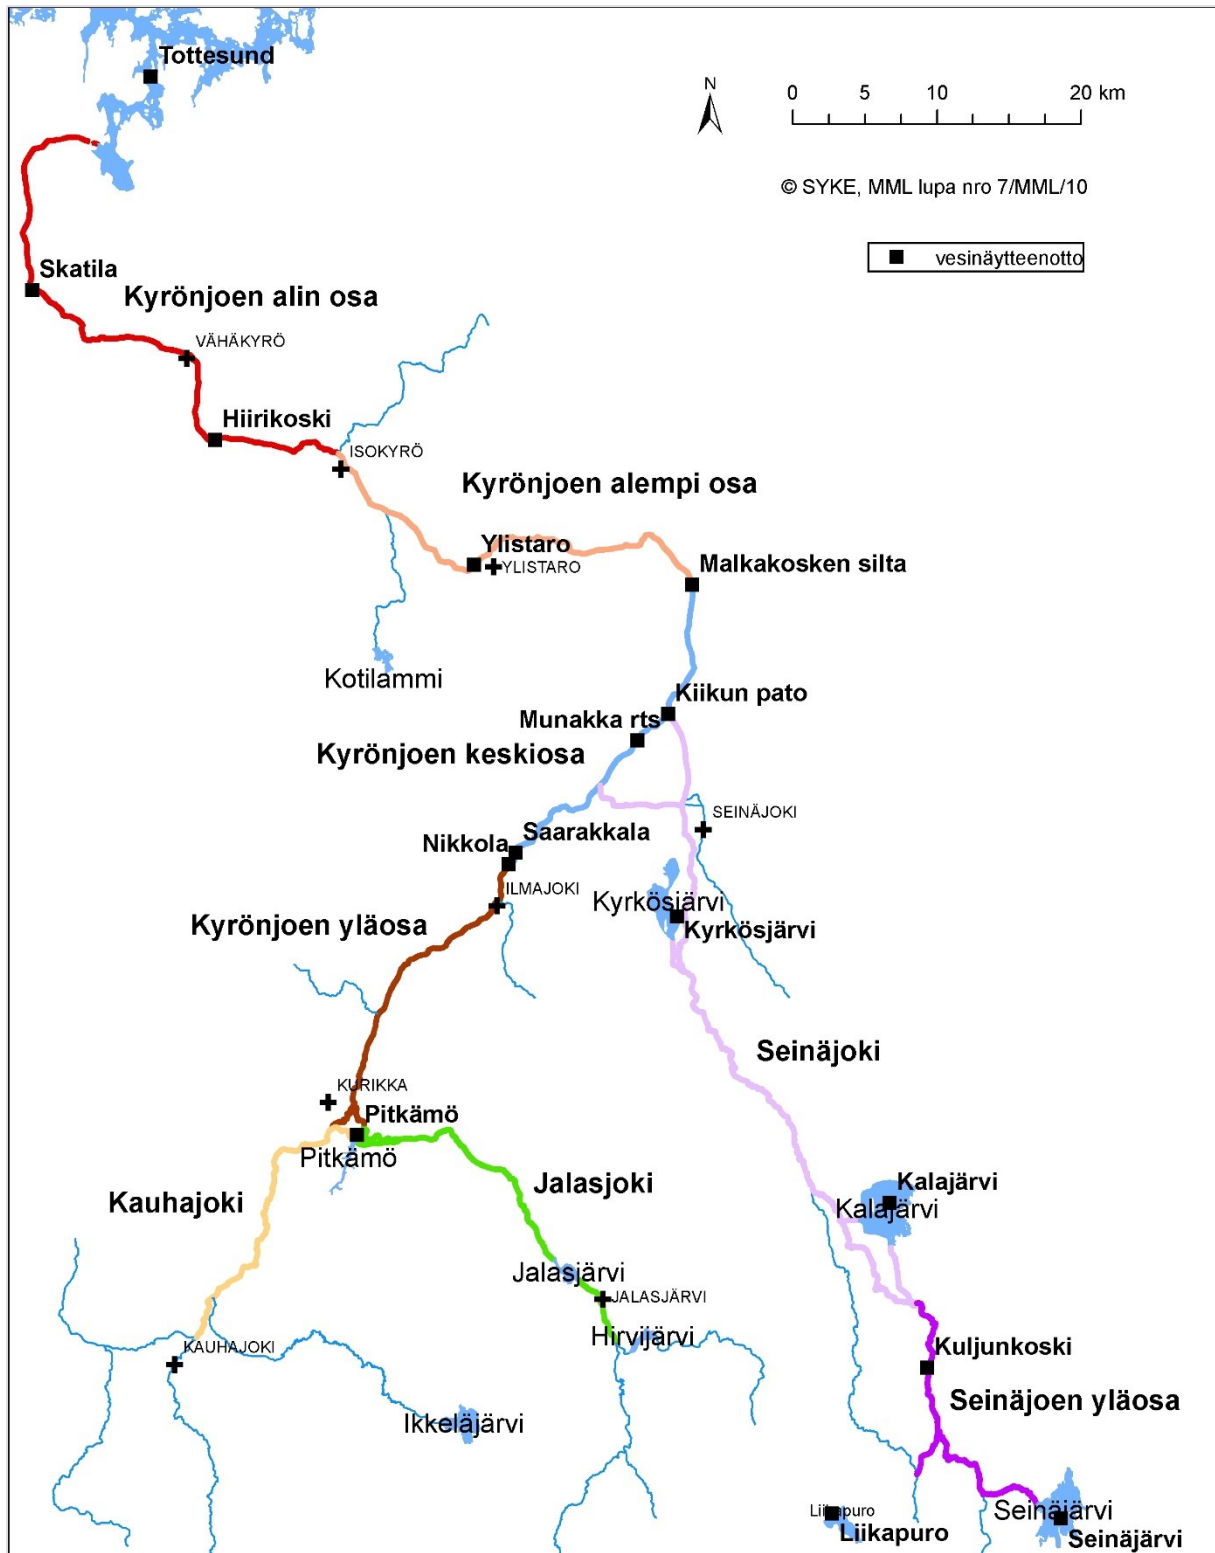 Tottesund
N
0 5 10 20 km
© SYKE, MML lupa nro 7/MML/10
vesinäytteenotto
Skatila
Kyrönjoen alin osa
VÄHÄKYRÖ
Hiirikoski
ISOKYRÖ
Kyrönjoen alempi osa
Ylistaro
YLISTARO
Malkakosken silta
Kotilammi
Kiikun pato
Munakka rts
Kyrönjoen keskiosa
SEINÄJOKI
Saarakkala
Nikkola
ILMAJOKI
Kyrkösjärvi
Kyrkösjärvi
Kyrönjoen yläosa
Seinäjoki
KURIKKA
Pitkämö
Pitkämö
Kauhajoki
Jalasjoki
Kalajärvi
Kalajärvi
Jalasjärvi
JALASJÄRVI
Hirvijärvi
KAUHAJOKI
Kuljunkoski
Seinäjoen yläosa
Ikkeläjärvi
Liikapuro
Liikapuro
Seinäjärvi
Seinäjärvi